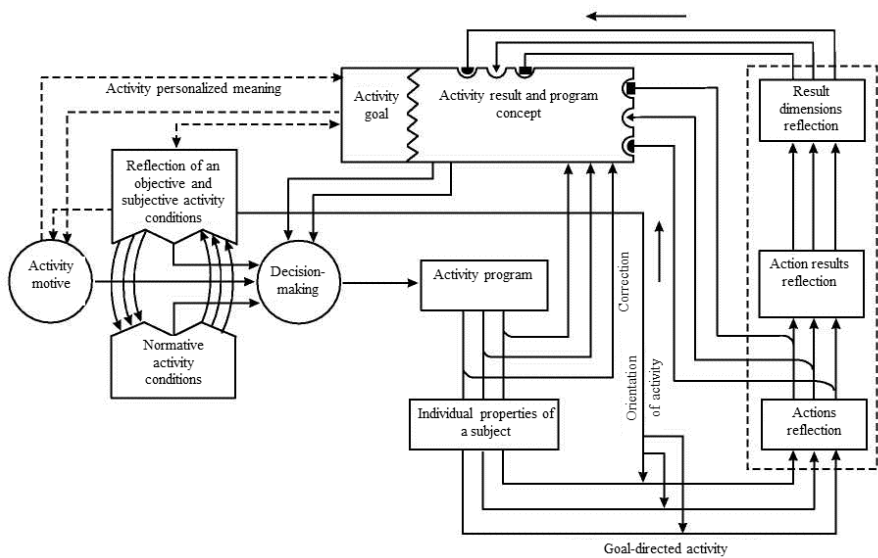 Activity personalized meaning
Activity
goal
Activity result and program
concept
Result
dimensions
reflection
Reflection of an
objective and
subjective activity
conditions
Activity
motive
Decision-
making
Activity program
Correction
Action results
reflection
Normative
activity
conditions
Orientation
of activity
Individual properties of
a subject
Actions
reflection
Goal-directed activity